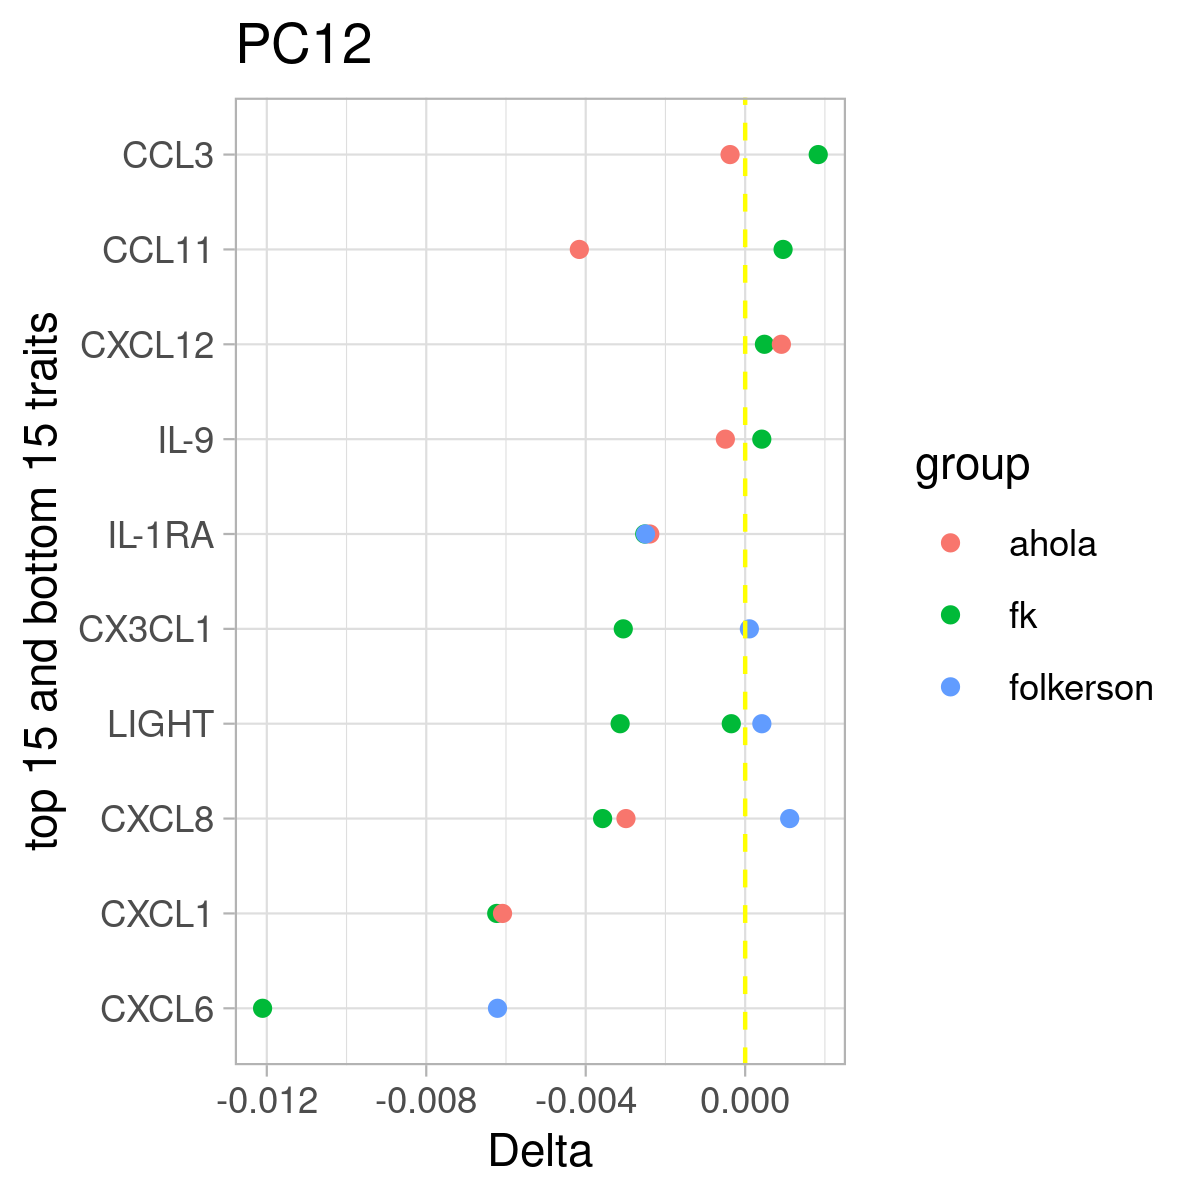 PC12
CCL3
CCL11
CXCL12
IL-9
IL-1RA
CX3CL1
LIGHT
CXCL8
CXCL1
CXCL6
top 15 and bottom 15 traits
-0.012 -0.008 -0.004 0.000
Delta
group
ahola
fk
folkerson